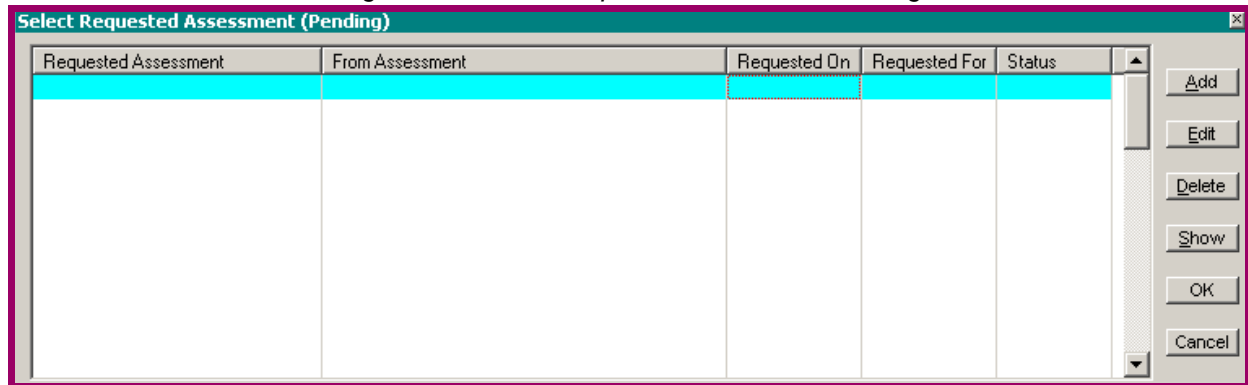 Select Requested Assessment (Pending)
Requested Assessment From Assessment Requested On Requested For Status
Add
Edit
Delete
Show
OK
Cancel